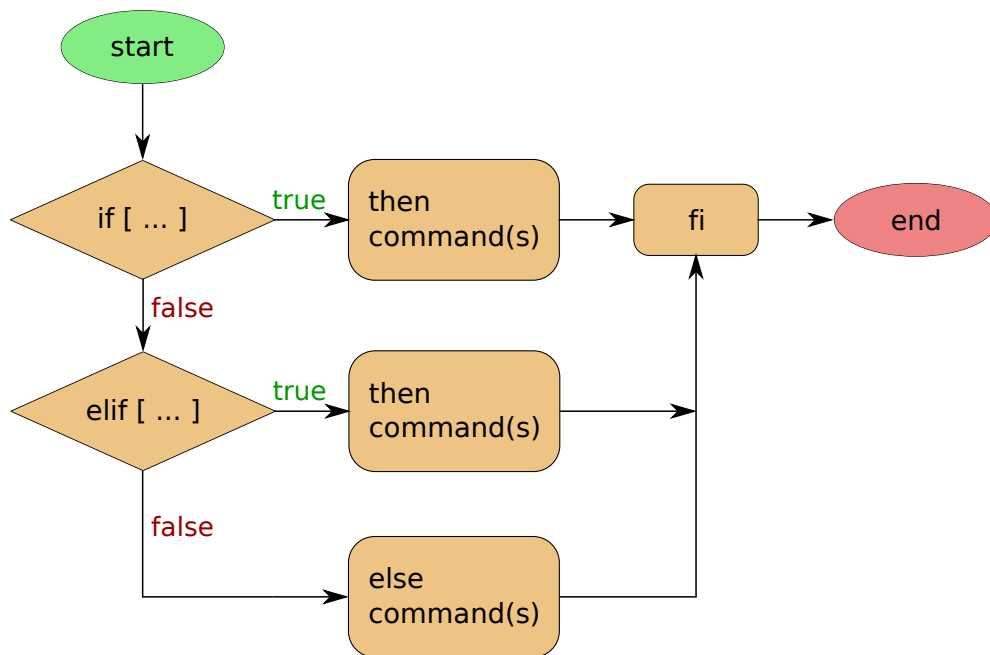 start
if [ ... ]
true
then
command(s)
fi
end
false
elif [ ... ]
true
then
command(s)
false
else
command(s)